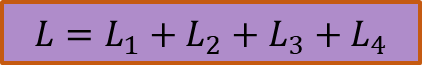 L = L₁ + L₂ + L₃ + L₄